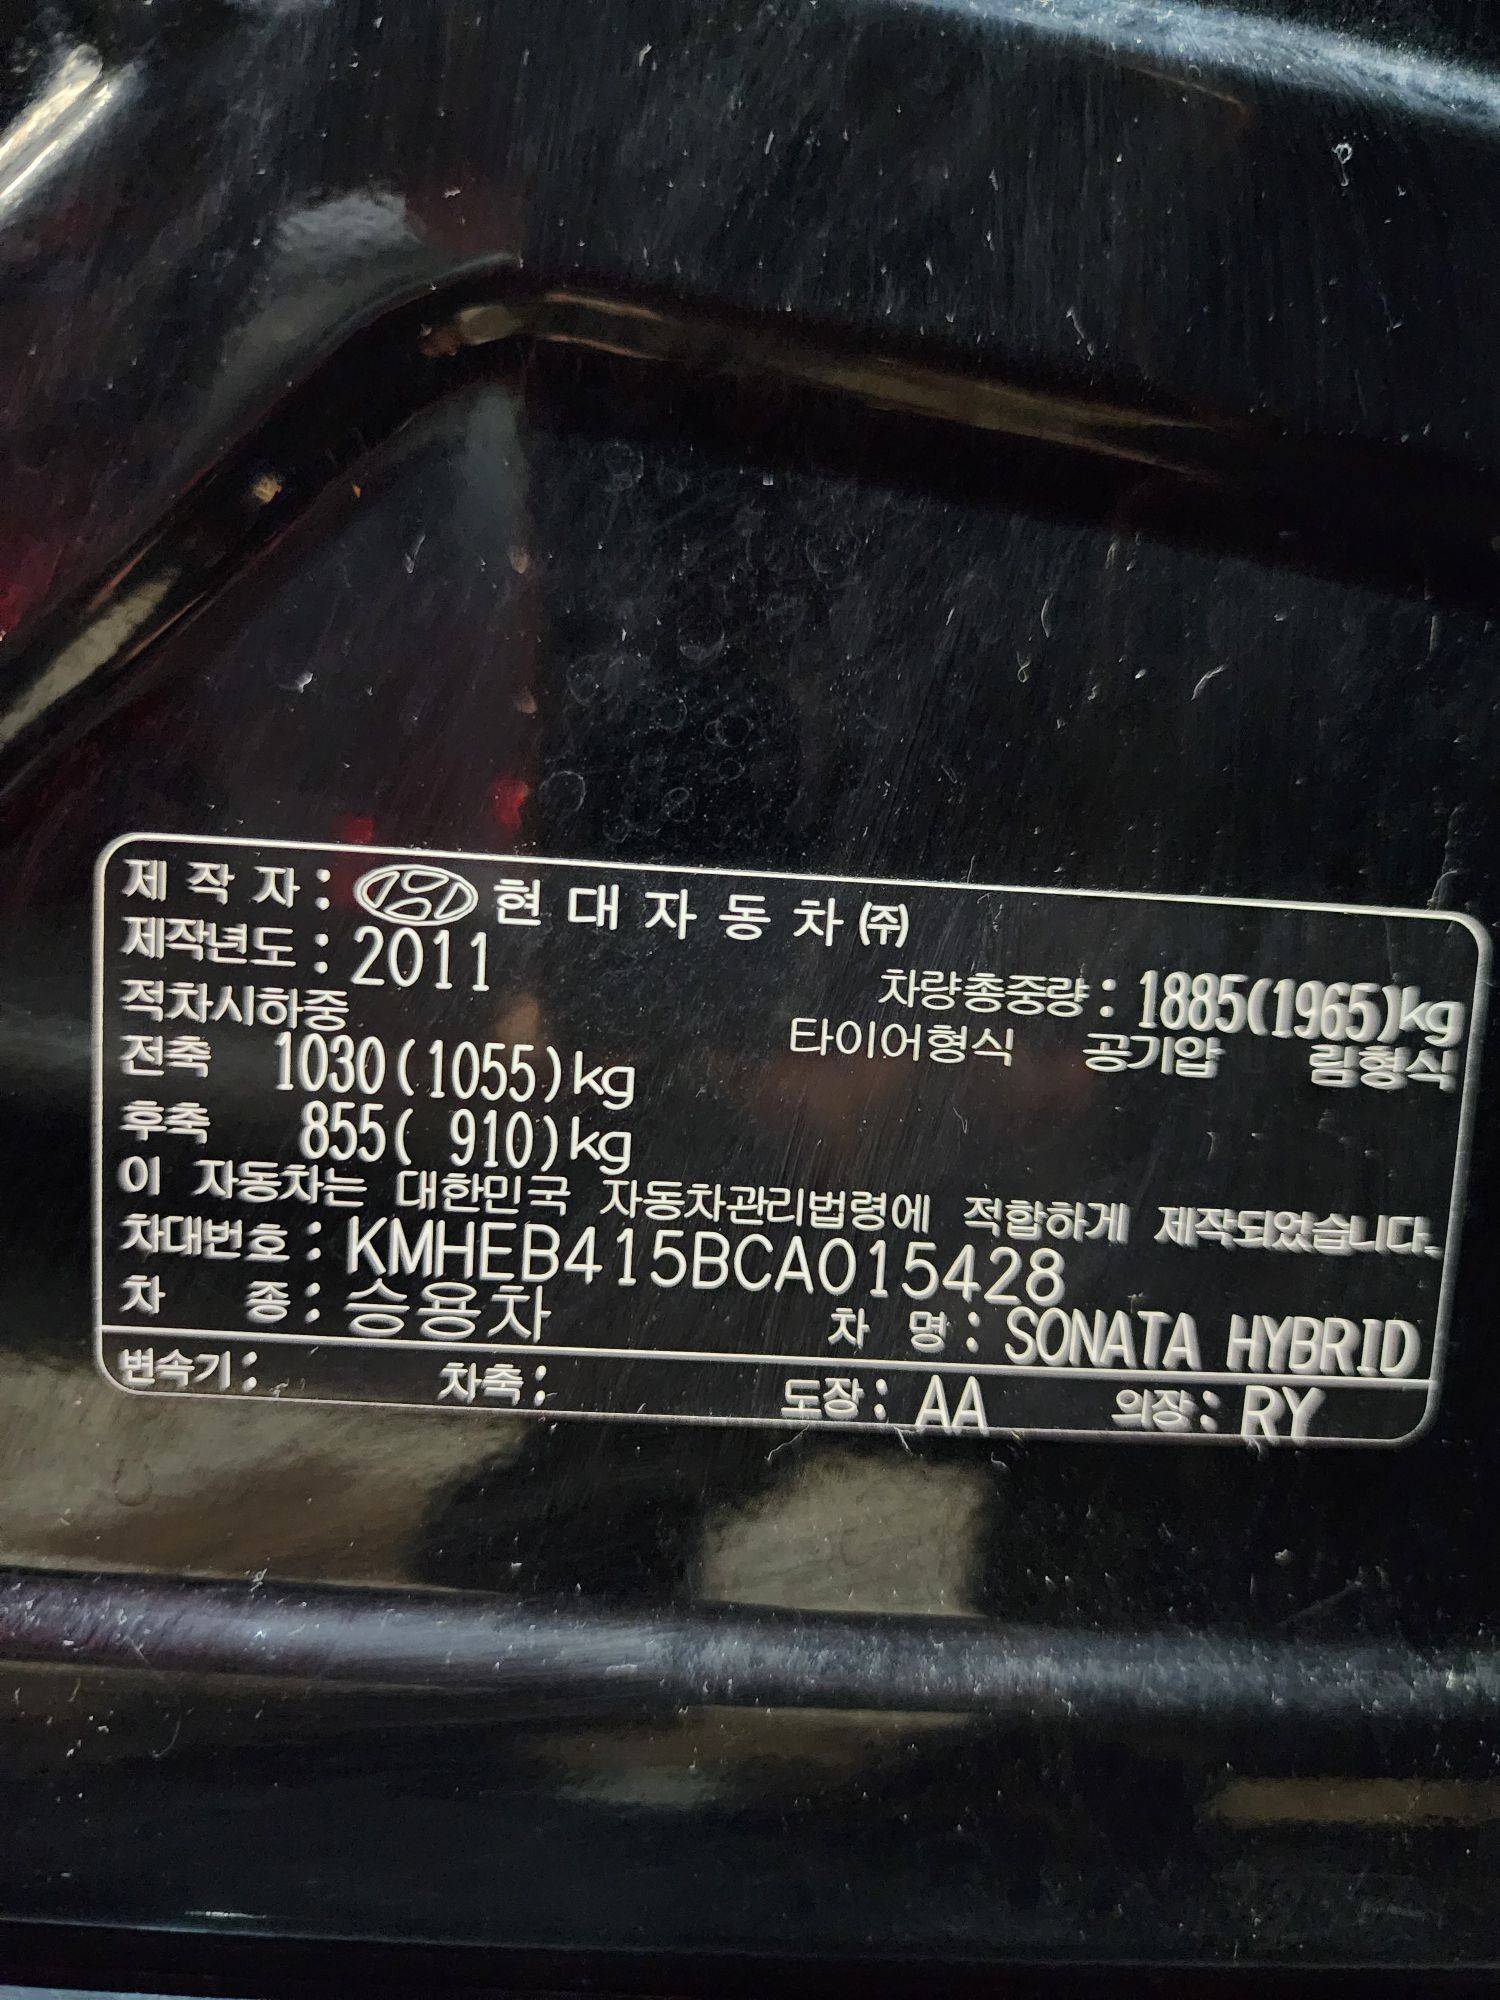 제 작 자 : 현 대 자 동 차 ㈜
제작년도 : 2011
차량총중량 : 1885(1965)kg
적차시하중
타이어형식 공기압 림형식
전축 1030(1055)kg
후축 855( 910)kg
이 자동차는 대한민국 자동차관리법령에 적합하게 제작되었습니다.
차대번호 : KMHEB415BCA015428
차 종 : 승용차 차 명 : SONATA HYBRID
변속기 : 차축 : 도장 : AA 의장 : RY